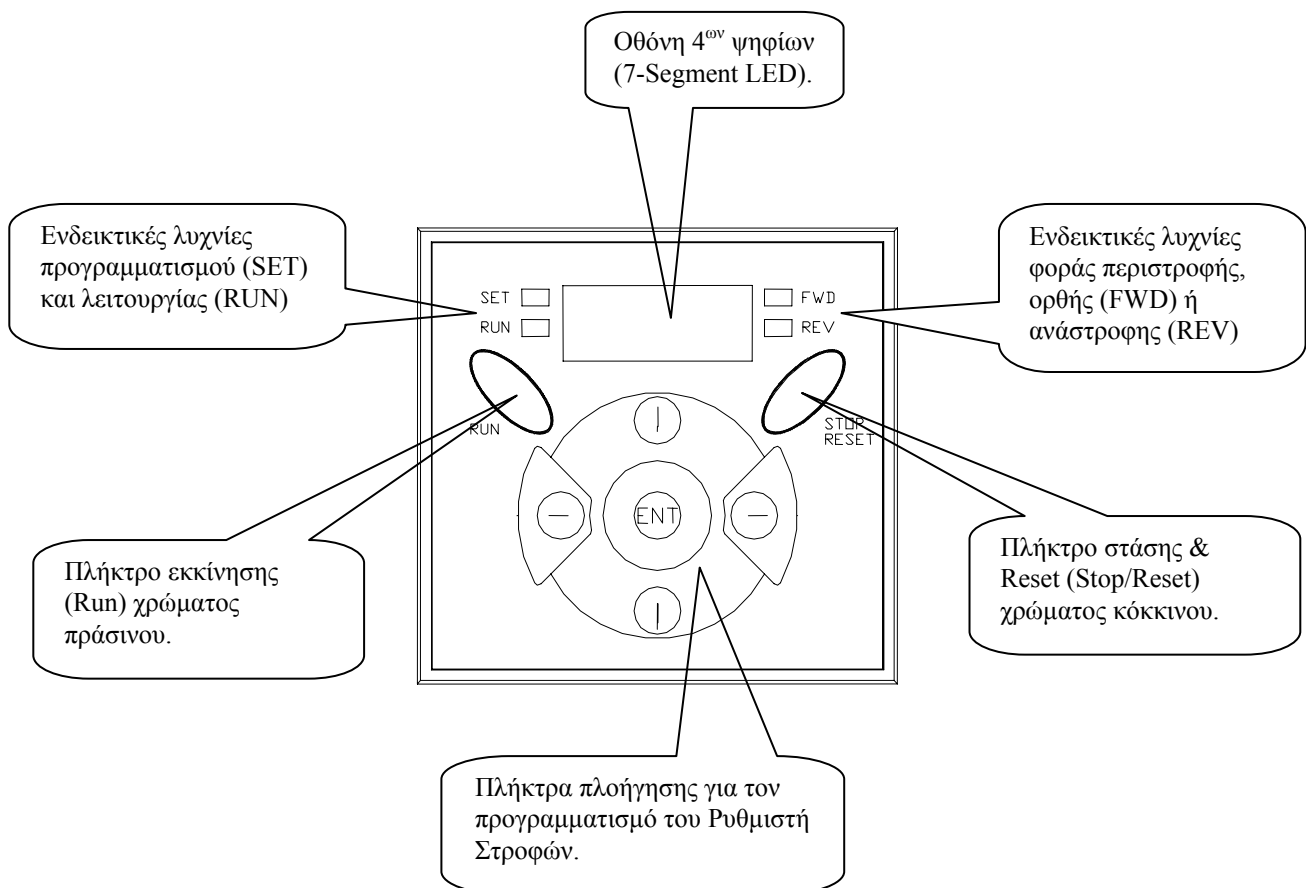 Οθόνη 4ων ψηφίων
(7-Segment LED).
Ενδεικτικές λυχνίες
προγραμματισμού (SET)
και λειτουργίας (RUN)
Ενδεικτικές λυχνίες
φοράς περιστροφής,
ορθής (FWD) ή
ανάστροφης (REV)
SET
RUN
FWD
REV
RUN
STOP
RESET
ENT
Πλήκτρο εκκίνησης
(Run) χρώματος
πράσινου.
Πλήκτρο στάσης &
Reset (Stop/Reset)
χρώματος κόκκινου.
Πλήκτρα πλοήγησης για τον
προγραμματισμό του Ρυθμιστή
Στροφών.